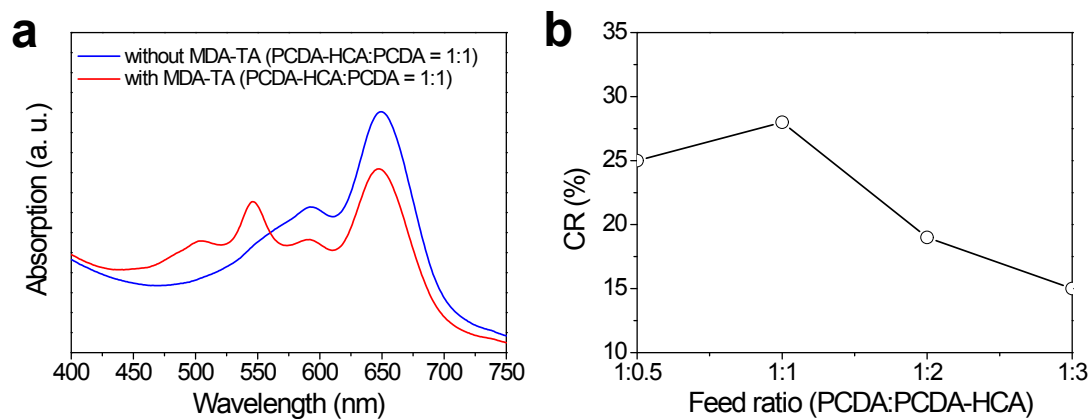 a
without MDA-TA (PCDA-HCA:PCDA = 1:1)
with MDA-TA (PCDA-HCA:PCDA = 1:1)
Absorption (a. u.)
400 450 500 550 600 650 700 750
Wavelength (nm)
b
35
30
25
20
15
10
CR (%)
1:0.5 1:1 1:2 1:3
Feed ratio (PCDA:PCDA-HCA)